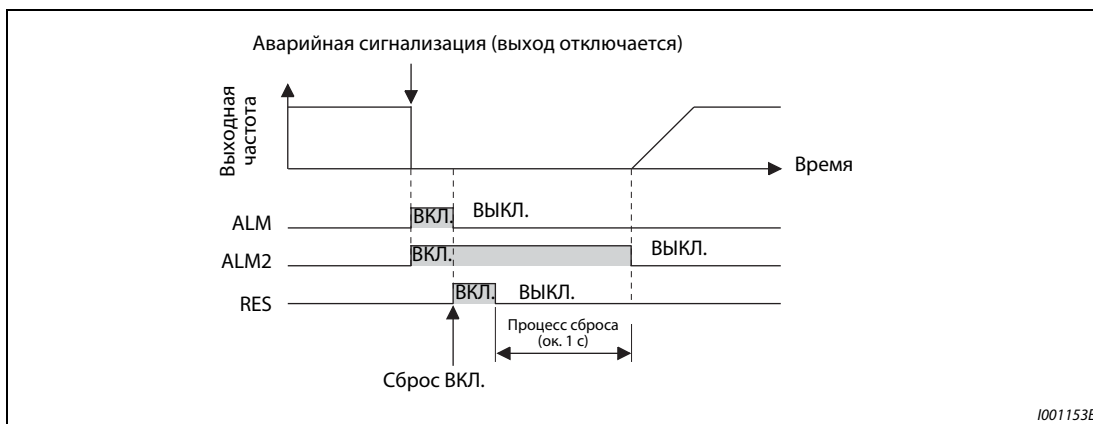 Аварийная сигнализация (выход отключается)
Выходная
частота
Время
ALM
ВКЛ.
ВЫКЛ.
ALM2
ВКЛ.
ВЫКЛ.
RES
ВКЛ.
ВЫКЛ.
Процесс сброса
(ок. 1 с)
Сброс ВКЛ.
I001153E